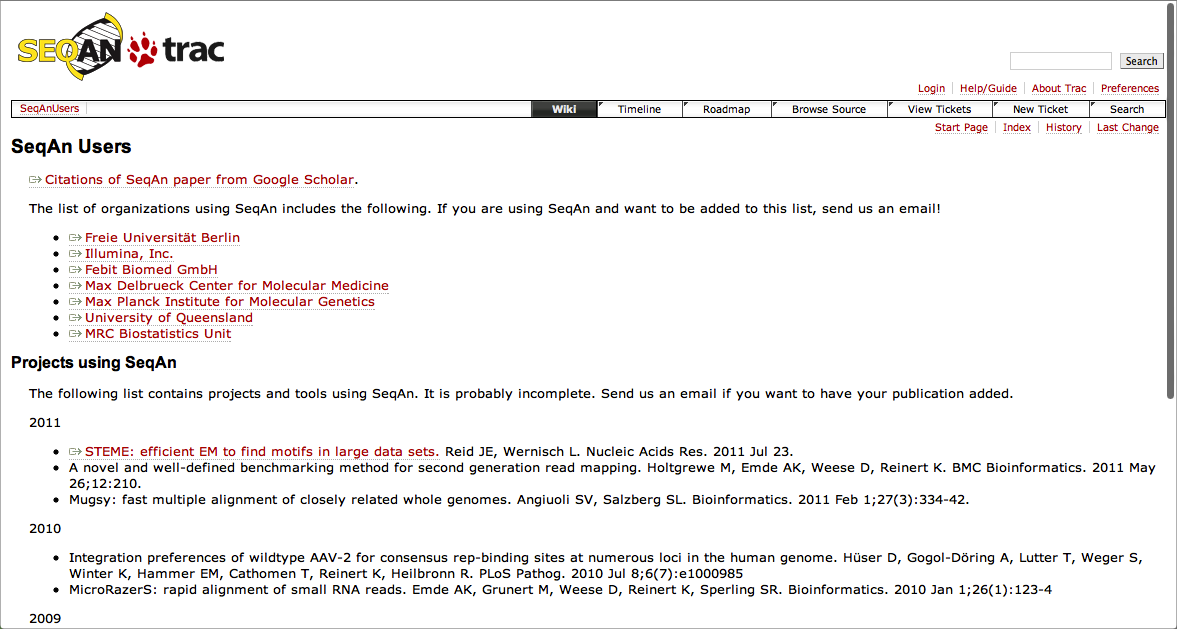 SEQAN trac
Search
Login Help/Guide About Trac Preferences
SeqAnUsers Wiki Timeline Roadmap Browse Source View Tickets New Ticket Search
Start Page Index History Last Change
SeqAn Users
Citations of SeqAn paper from Google Scholar.
The list of organizations using SeqAn includes the following. If you are using SeqAn and want to be added to this list, send us an email!
Freie Universität Berlin
Illumina, Inc.
Febit Biomed GmbH
Max Delbrueck Center for Molecular Medicine
Max Planck Institute for Molecular Genetics
University of Queensland
MRC Biostatistics Unit
Projects using SeqAn
The following list contains projects and tools using SeqAn. It is probably incomplete. Send us an email if you want to have your publication added.
2011
STEME: efficient EM to find motifs in large data sets. Reid JE, Wernisch L. Nucleic Acids Res. 2011 Jul 23.
A novel and well-defined benchmarking method for second generation read mapping. Holtgrewe M, Emde AK, Weese D, Reinert K. BMC Bioinformatics. 2011 May
26;12:210.
Mugsy: fast multiple alignment of closely related whole genomes. Angiuoli SV, Salzberg SL. Bioinformatics. 2011 Feb 1;27(3):334-42.
2010
Integration preferences of wildtype AAV-2 for consensus rep-binding sites at numerous loci in the human genome. Hüser D, Gogol-Döring A, Lutter T, Weger S,
Winter K, Hammer EM, Cathomen T, Reinert K, Heilbronn R. PLoS Pathog. 2010 Jul 8;6(7):e1000985
MicroRazerS: rapid alignment of small RNA reads. Emde AK, Grunert M, Weese D, Reinert K, Sperling SR. Bioinformatics. 2010 Jan 1;26(1):123-4
2009